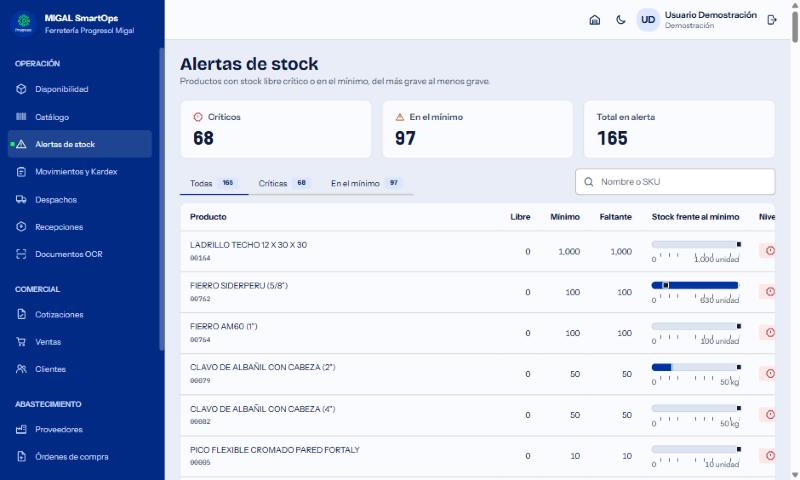 MIGAL SmartOps
Ferretería Progresol Migal
OPERACIÓN
Disponibilidad
Catálogo
Alertas de stock
Movimientos y Kardex
Despachos
Recepciones
Documentos OCR
COMERCIAL
Cotizaciones
Ventas
Clientes
ABASTECIMIENTO
Proveedores
Órdenes de compra
UD
Usuario Demostración
Demostración
Alertas de stock
Productos con stock libre crítico o en el mínimo, del más grave al menos grave.
Críticos
68
En el mínimo
97
Total en alerta
165
Todas 165 Críticas 68 En el mínimo 97
Nombre o SKU
Producto Libre Mínimo Faltante Stock frente al mínimo Nive
LADRILLO TECHO 12 X 30 X 30 0 1,000 1,000
00164 0 1,000 unidad
FIERRO SIDERPERU (5/8") 0 100 100
00762 0 630 unidad
FIERRO AM60 (1") 0 100 100
00764 0 100 unidad
CLAVO DE ALBAÑIL CON CABEZA (2") 0 50 50
00079 0 50 kg
CLAVO DE ALBAÑIL CON CABEZA (4") 0 50 50
00082 0 50 kg
PICO FLEXIBLE CROMADO PARED FORTALY 0 10 10
00005 0 10 unidad